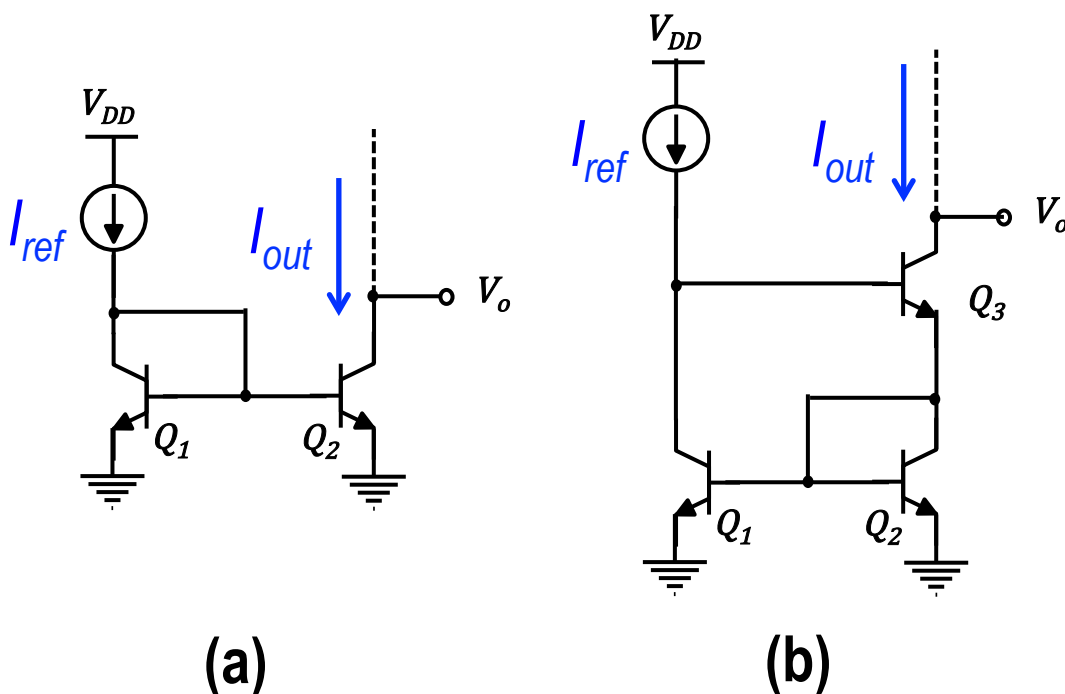 V_DD
I_ref
I_out
V_o
Q_1
Q_2
(a)
V_DD
I_ref
I_out
V_o
Q_3
Q_1
Q_2
(b)